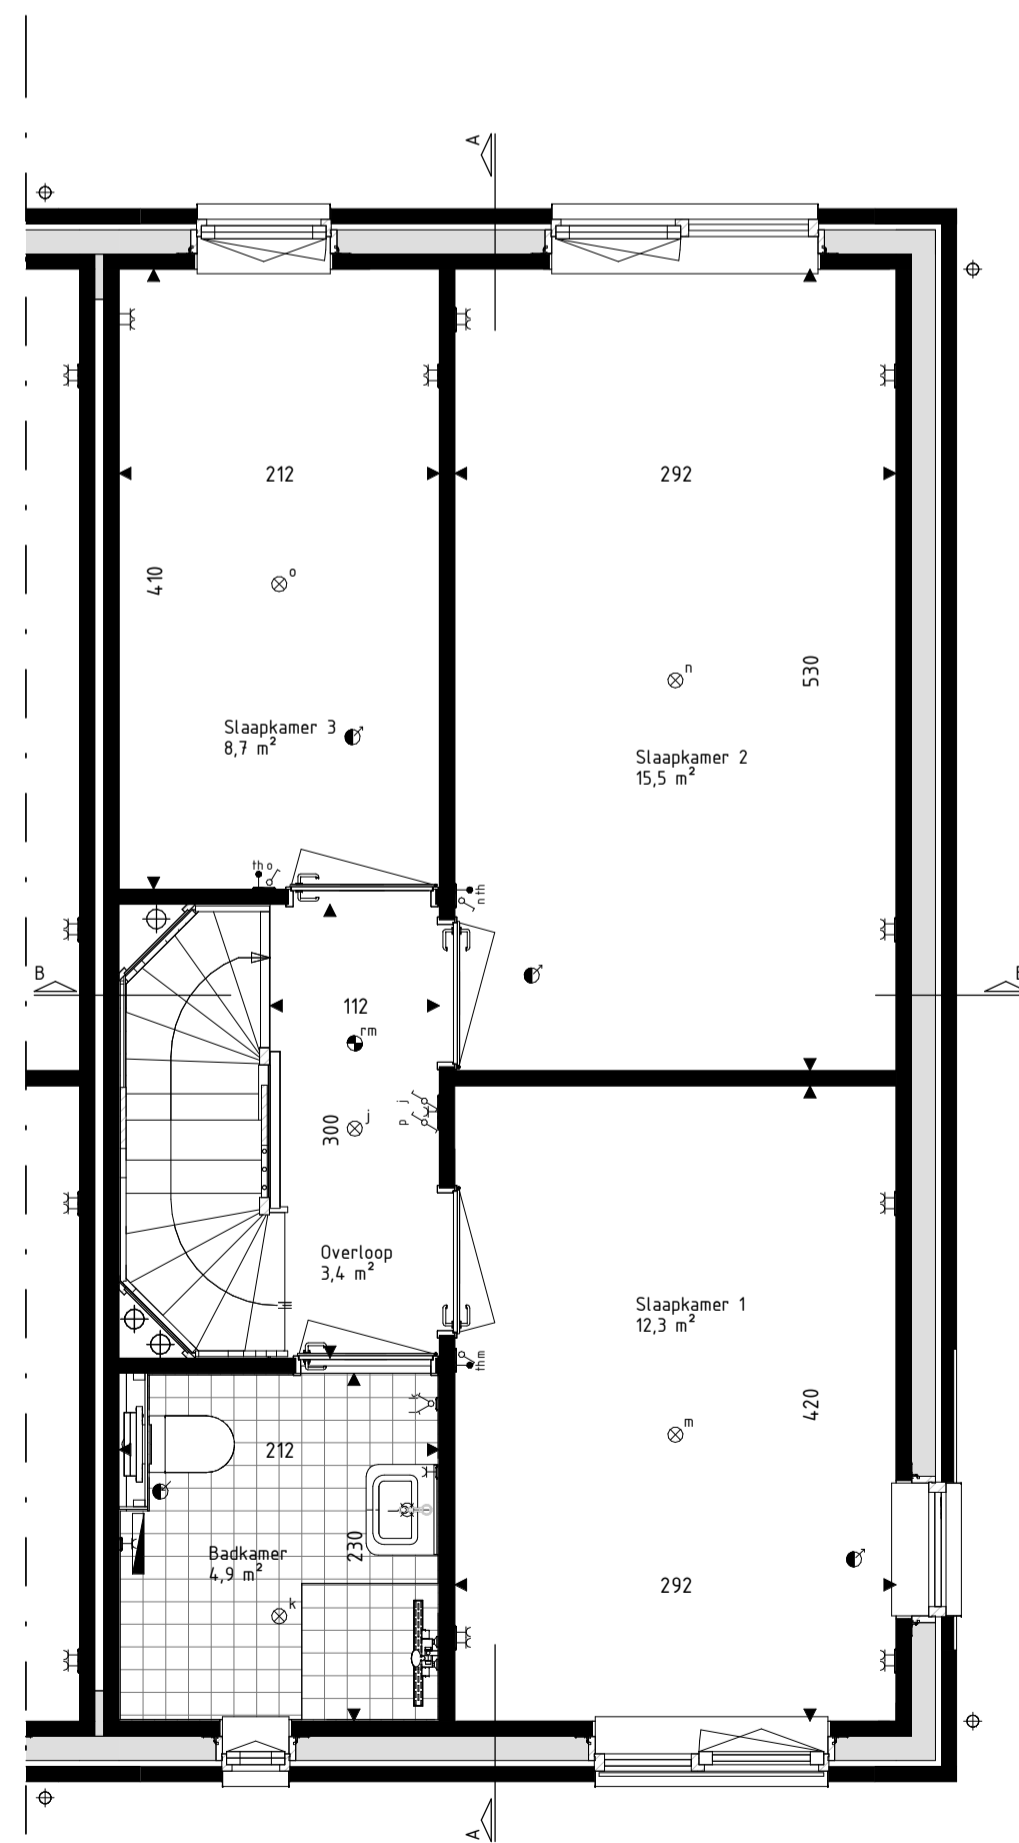 A
212
292
410
o
n
530
Slaapkamer 3
8,7 m²
Slaapkamer 2
15,5 m²
th o
n th
B
B
112
rm
j
p
300
j
Overloop
3,4 m²
Slaapkamer 1
12,3 m²
th m
420
l k
m
212
230
Badkamer
4,9 m²
292
k
A